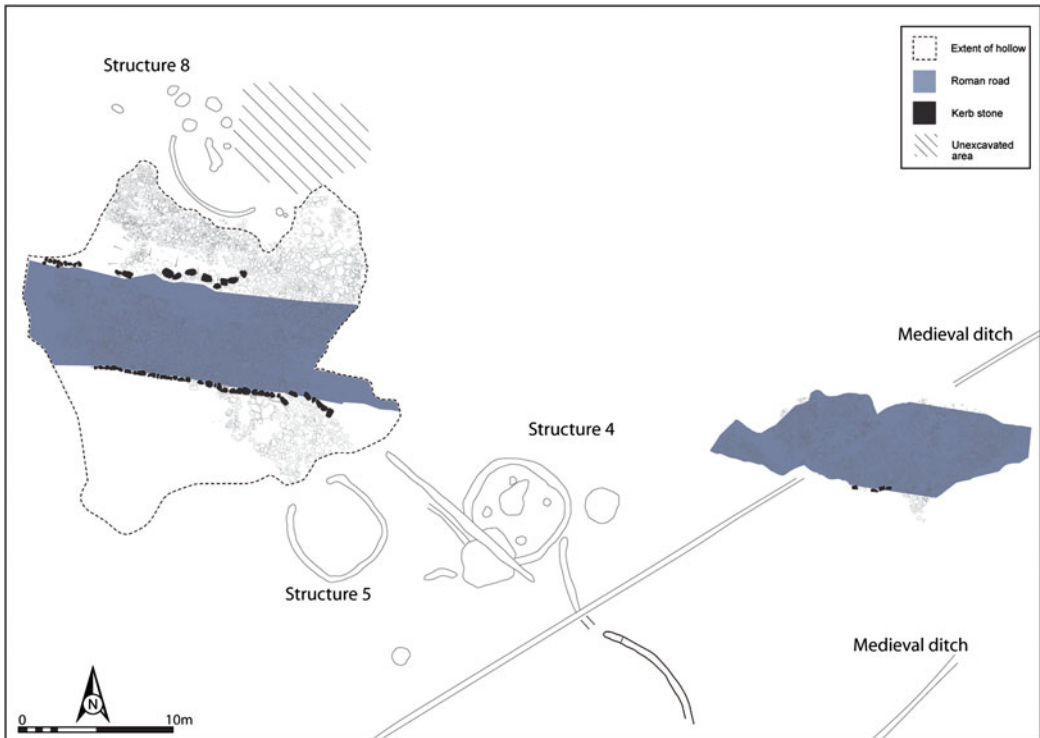 Structure 8
Extent of hollow
Roman road
Kerb stone
Unexcavated
area
Medieval ditch
Structure 4
Structure 5
Medieval ditch
N
0 10m